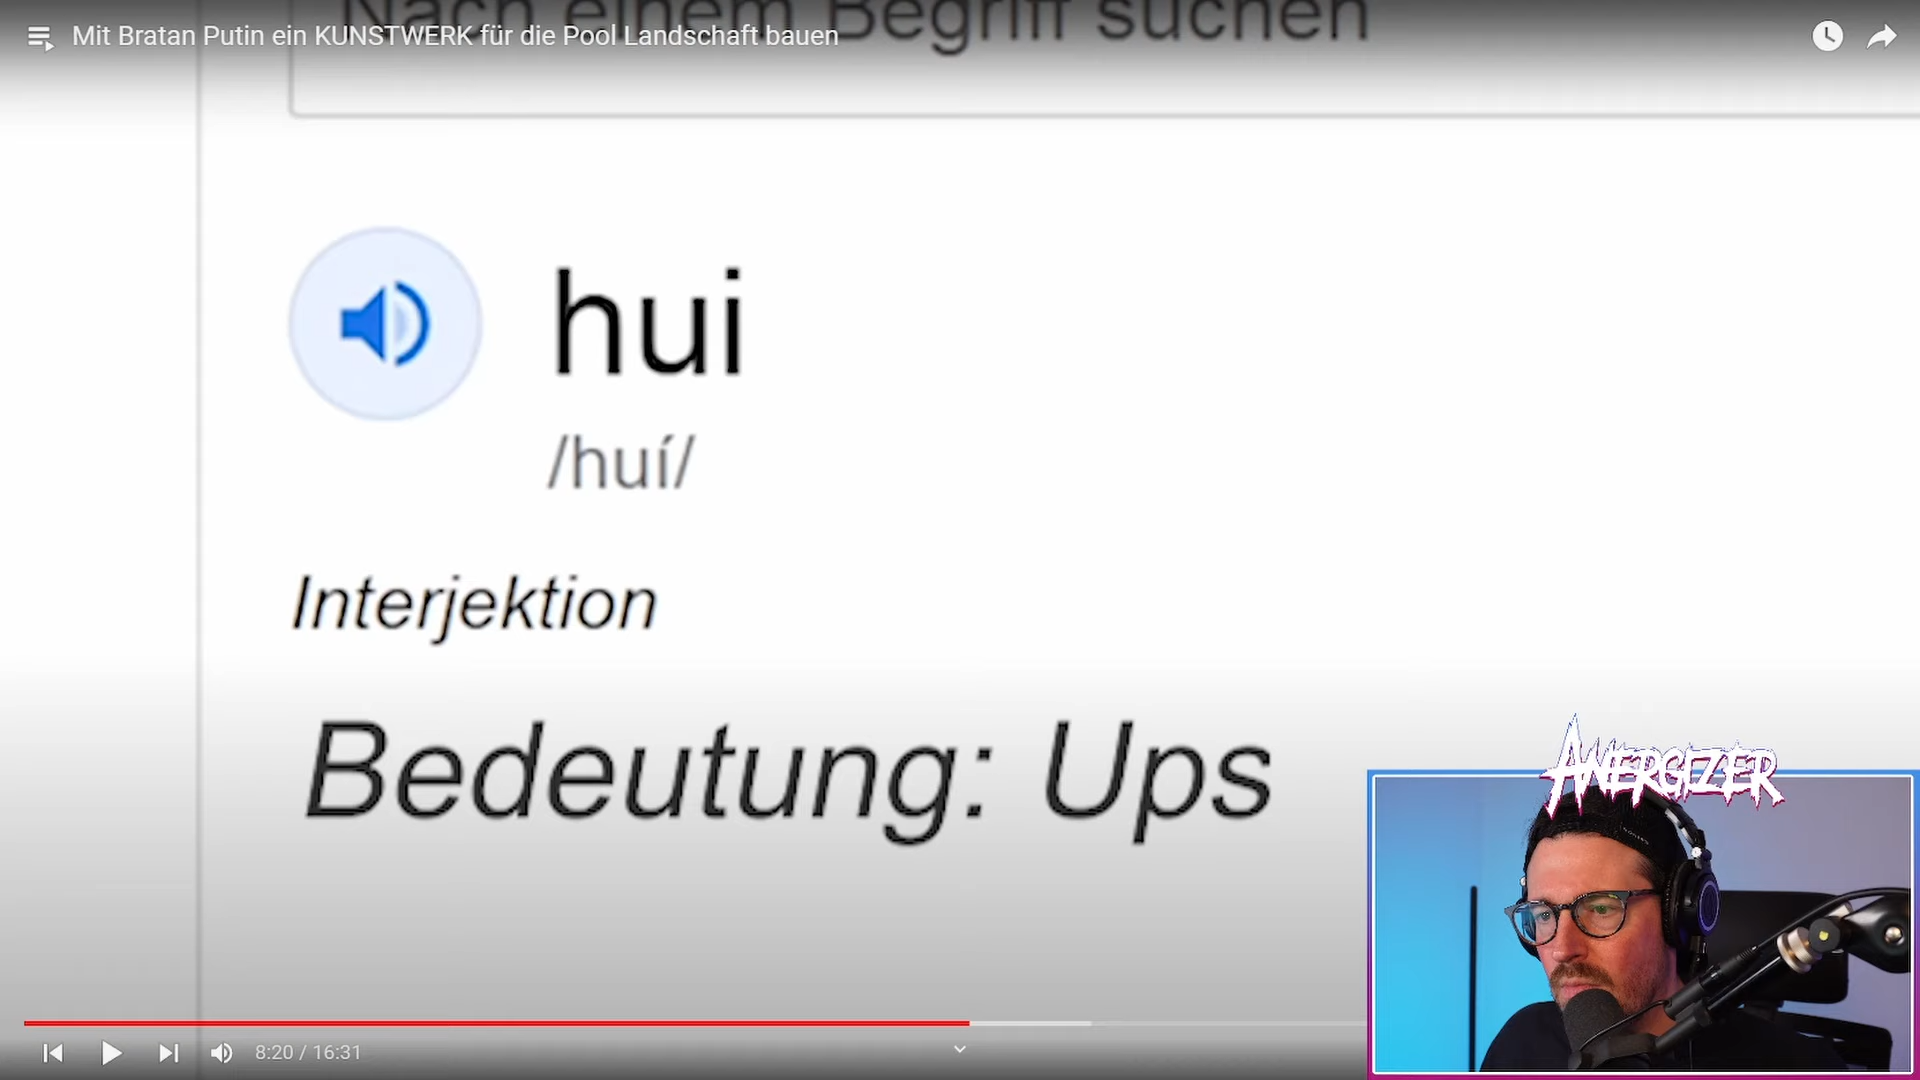 Nach einem Begriff suchen
Mit Bratan Putin ein KUNSTWERK für die Pool Landschaft bauen
hui
/huí/
Interjektion
Bedeutung: Ups
ANERGIZER
8:20 / 16:31